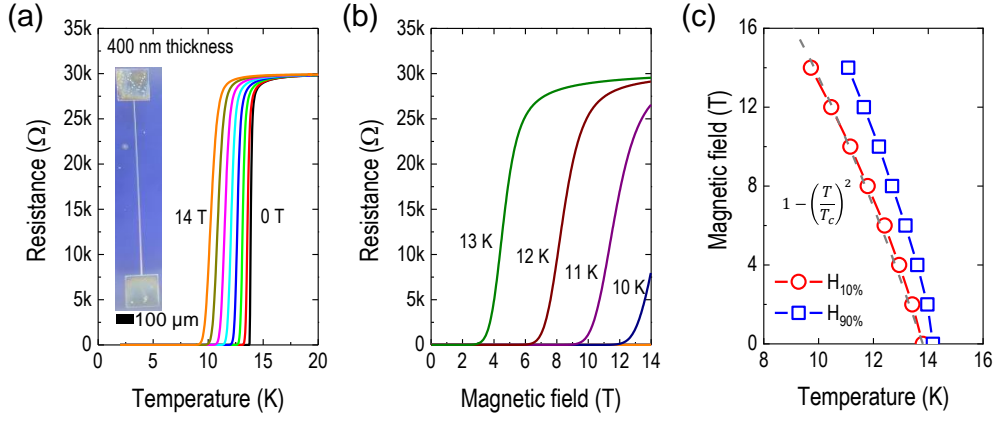 (a)
400 nm thickness
14 T
0 T
100 μm
35k
30k
25k
20k
15k
10k
5k
0
0
5
10
15
20
Resistance (Ω)
Temperature (K)
(b)
13 K
12 K
11 K
10 K
35k
30k
25k
20k
15k
10k
5k
0
0
2
4
6
8
10
12
14
Resistance (Ω)
Magnetic field (T)
(c)
1 − (T/T_c)^2
H10%
H90%
16
12
8
4
0
8
10
12
14
16
Magnetic field (T)
Temperature (K)